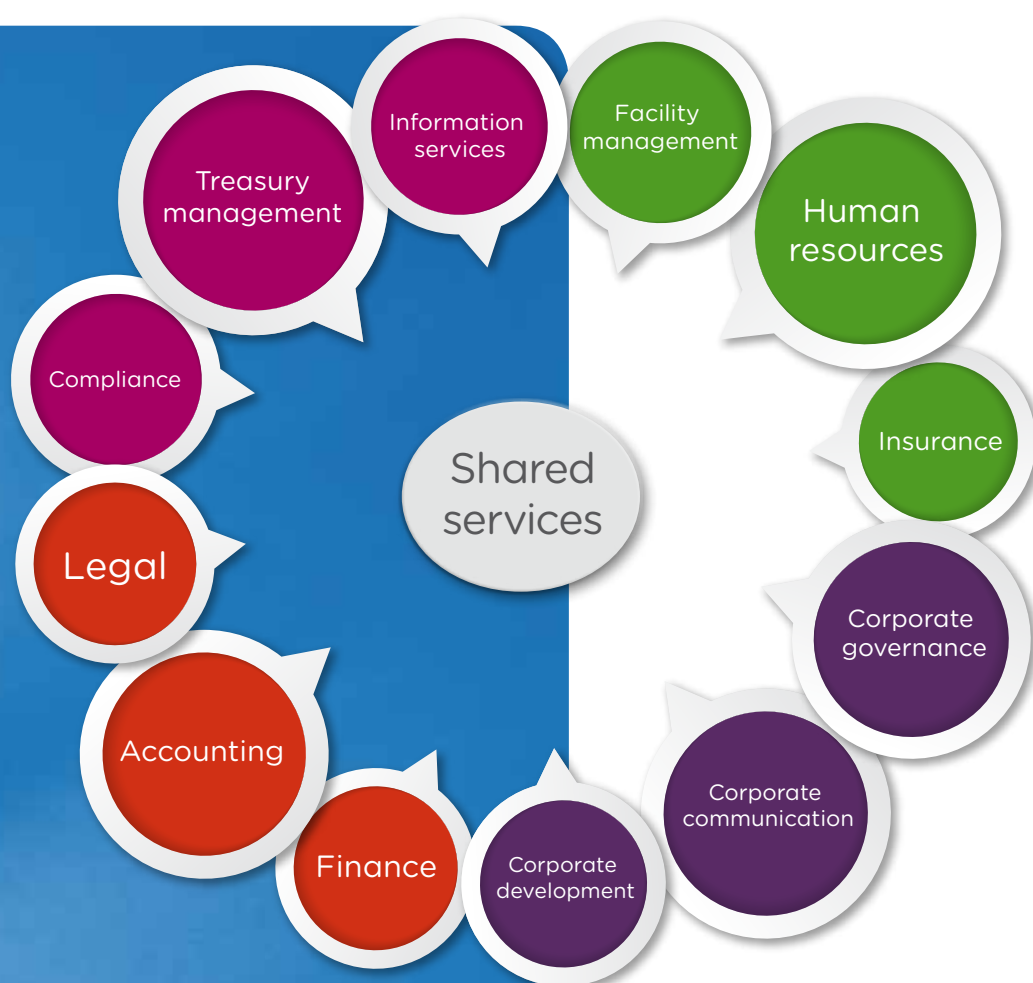 Information
services
Facility
management
Treasury
management
Human
resources
Compliance
Insurance
Shared
services
Legal
Corporate
governance
Accounting
Corporate
communication
Finance
Corporate
development